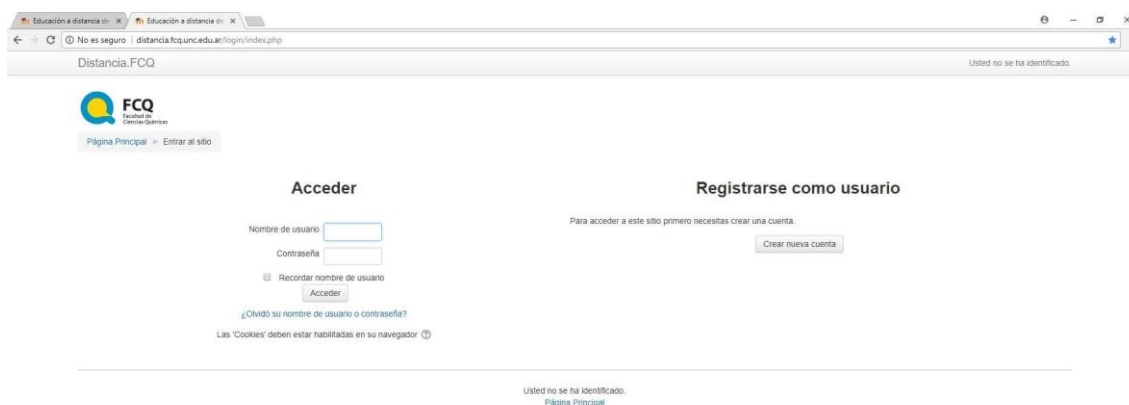 Educación a distancia de
Educación a distancia de
No es seguro | distancia.fcq.unc.edu.ar/login/index.php
Distancia.FCQ
Usted no se ha identificado.
FCQ
Facultad de
Ciencias Químicas
Página Principal
Entrar al sitio
Acceder
Nombre de usuario
Contraseña
Recordar nombre de usuario
Acceder
¿Olvidó su nombre de usuario o contraseña?
Las 'Cookies' deben estar habilitadas en su navegador
Registrarse como usuario
Para acceder a este sitio primero necesitas crear una cuenta.
Crear nueva cuenta
Usted no se ha identificado.
Página Principal